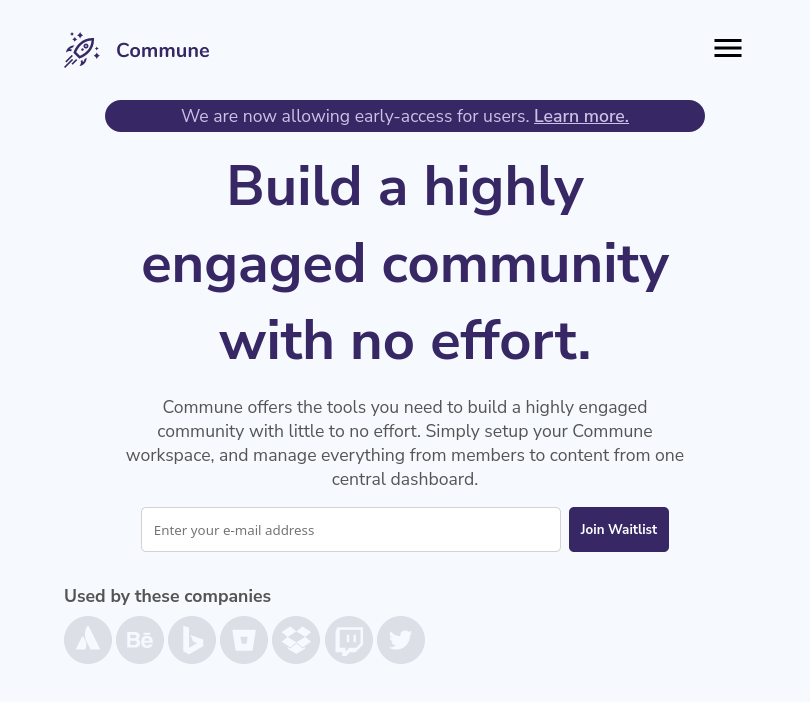 Commune
We are now allowing early-access for users. Learn more.
Build a highly
engaged community
with no effort.
Commune offers the tools you need to build a highly engaged
community with little to no effort. Simply setup your Commune
workspace, and manage everything from members to content from one
central dashboard.
Enter your e-mail address
Join Waitlist
Used by these companies
Bē